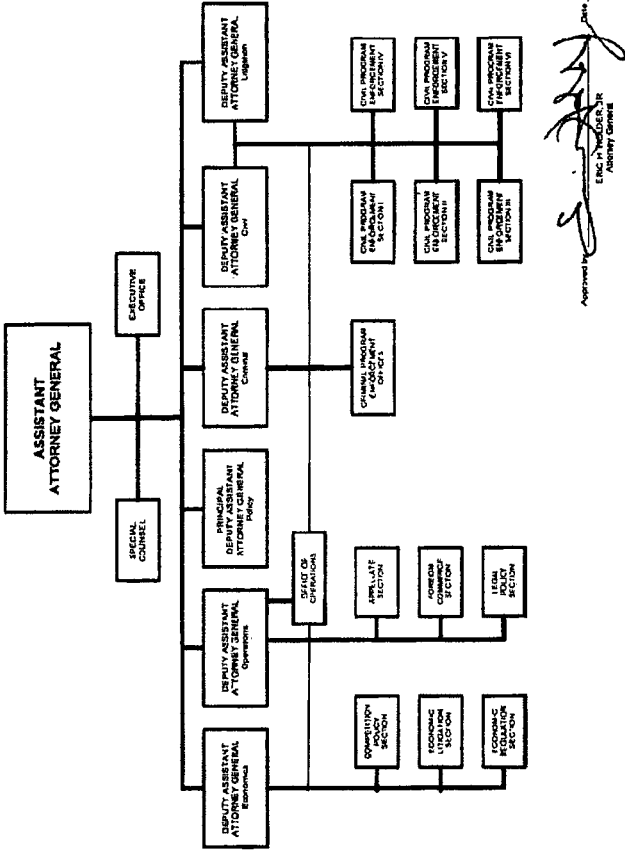 ASSISTANT
ATTORNEY GENERAL
SPECIAL
COUNSEL
EXECUTIVE
OFFICE
DEPUTY ASSISTANT
ATTORNEY GENERAL
Economics
DEPUTY ASSISTANT
ATTORNEY GENERAL
Operations
PRINCIPAL
DEPUTY ASSISTANT
ATTORNEY GENERAL
Policy
DEPUTY ASSISTANT
ATTORNEY GENERAL
Criminal
DEPUTY ASSISTANT
ATTORNEY GENERAL
Civil
DEPUTY ASSISTANT
ATTORNEY GENERAL
Litigation
OFFICE OF
OPERATIONS
COMPETITION
POLICY
SECTION
ECONOMIC
LITIGATION
SECTION
ECONOMIC
REGULATION
SECTION
APPELLATE
SECTION
FOREIGN
COMMERCE
SECTION
LEGAL
POLICY
SECTION
CRIMINAL PROGRAM
ENFORCEMENT
OFFICES
CIVIL PROGRAM
ENFORCEMENT
SECTION I
CIVIL PROGRAM
ENFORCEMENT
SECTION II
CIVIL PROGRAM
ENFORCEMENT
SECTION III
CIVIL PROGRAM
ENFORCEMENT
SECTION IV
CIVIL PROGRAM
ENFORCEMENT
SECTION V
CIVIL PROGRAM
ENFORCEMENT
SECTION VI
Approved by
Date
ERIC H. HOLDER, JR
Attorney General